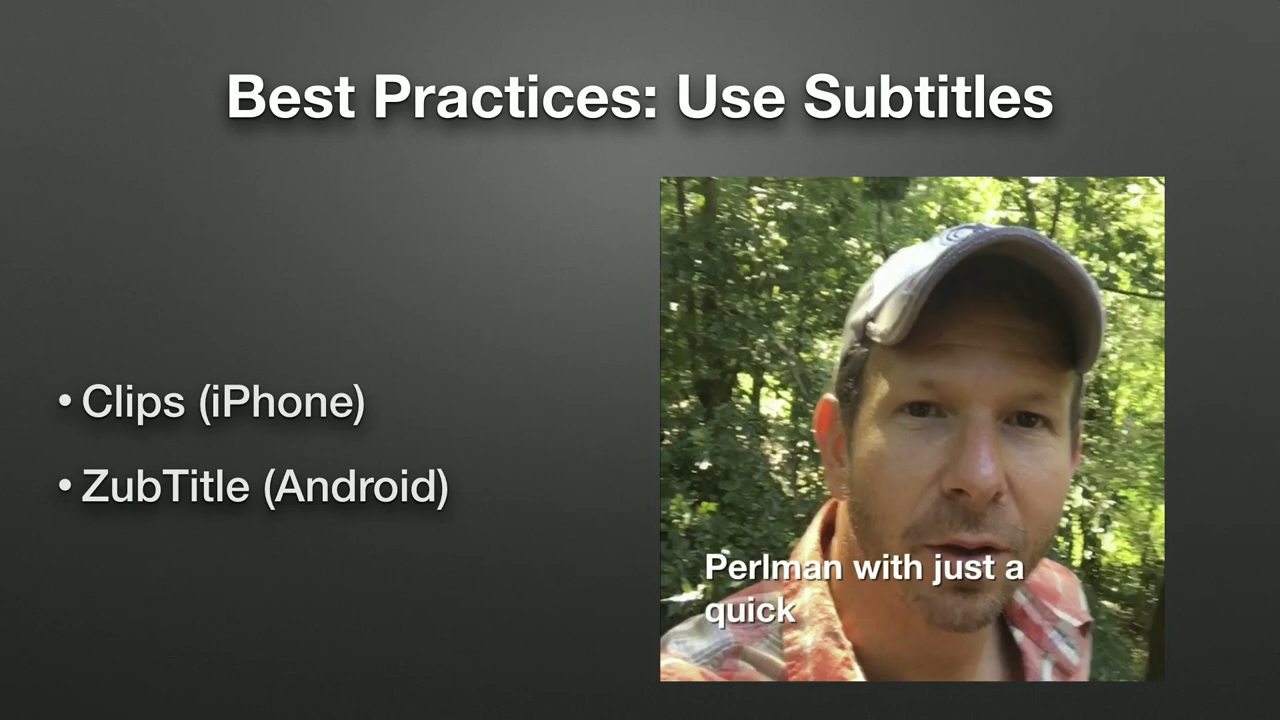 Best Practices: Use Subtitles
• Clips (iPhone)
• ZubTitle (Android)
Perlman with just a
quick